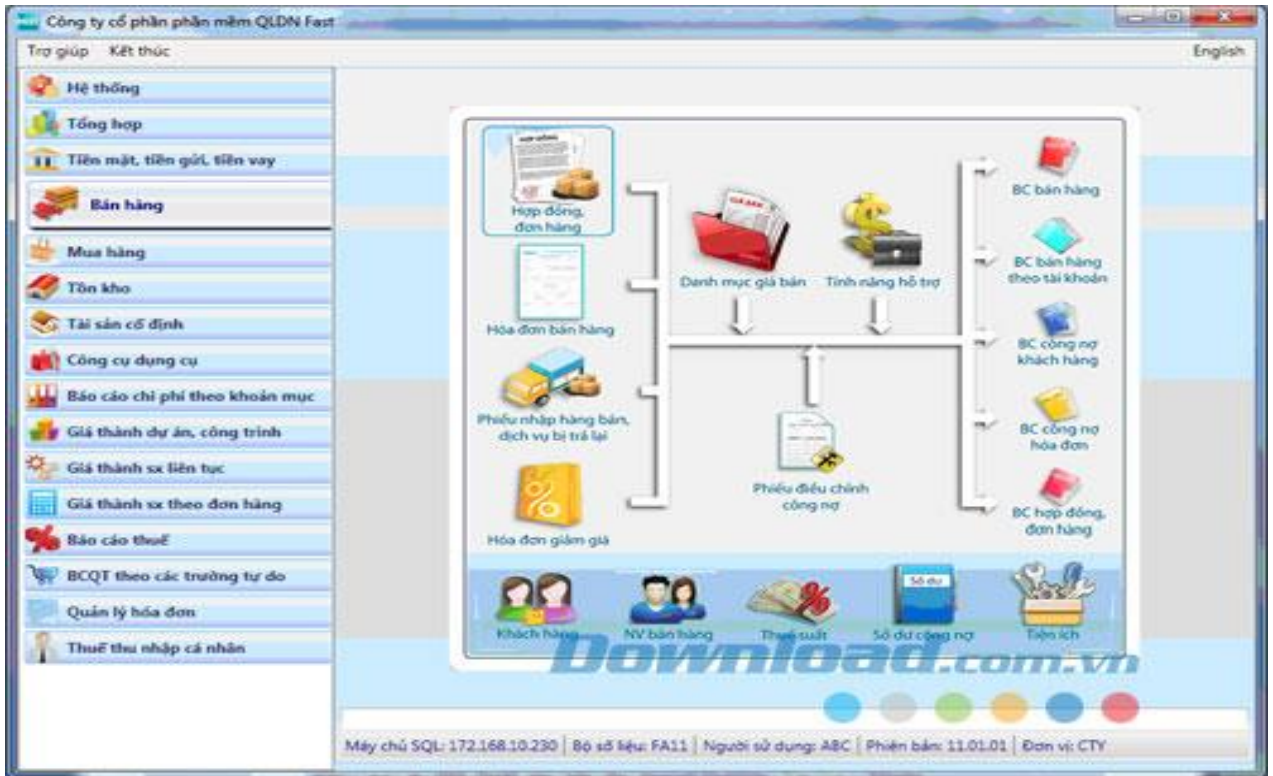 Công ty cổ phần phần mềm QLDN Fast
Trợ giúp Kết thúc English
Hệ thống
Tổng hợp
Tiền mặt, tiền gửi, tiền vay
Bán hàng
Mua hàng
Tồn kho
Tài sản cố định
Công cụ dụng cụ
Báo cáo chi phí theo khoản mục
Giá thành dự án, công trình
Giá thành sx liên tục
Giá thành sx theo đơn hàng
Báo cáo thuế
BCQT theo các trường tự do
Quản lý hóa đơn
Thuế thu nhập cá nhân
HỢP ĐỒNG
Hợp đồng,
đơn hàng
Hóa đơn bán hàng
Phiếu nhập hàng bán,
dịch vụ bị trả lại
Hóa đơn giảm giá
GIÁ BÁN
Danh mục giá bán
Tính năng hỗ trợ
Phiếu điều chỉnh
công nợ
BC bán hàng
BC bán hàng
theo tài khoản
BC công nợ
khách hàng
BC công nợ
hóa đơn
BC hợp đồng,
đơn hàng
Số dư
Khách hàng
NV bán hàng
Thuế suất
Số dư công nợ
Tiện ích
Download.com.vn
Máy chủ SQL: 172.168.10.230 Bộ số liệu: FA11 Người sử dụng: ABC Phiên bản: 11.01.01 Đơn vị: CTY